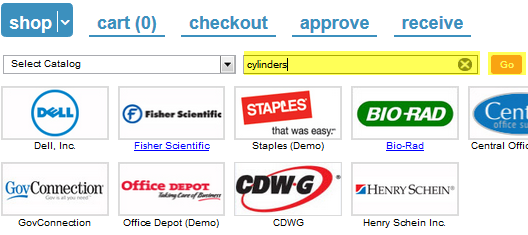 shop cart (0) checkout approve receive
Select Catalog cylinders Go
DELL Fisher Scientific STAPLES BIO-RAD Cent
that was easy: office su
Dell, Inc. Fisher Scientific Staples (Demo) Bio-Rad Central Offic
GovConnection Office DEPOT CDW·G HENRY SCHEIN®
Gov is all you need™ Taking Care of Business
GovConnection Office Depot (Demo) CDWG Henry Schein Inc.